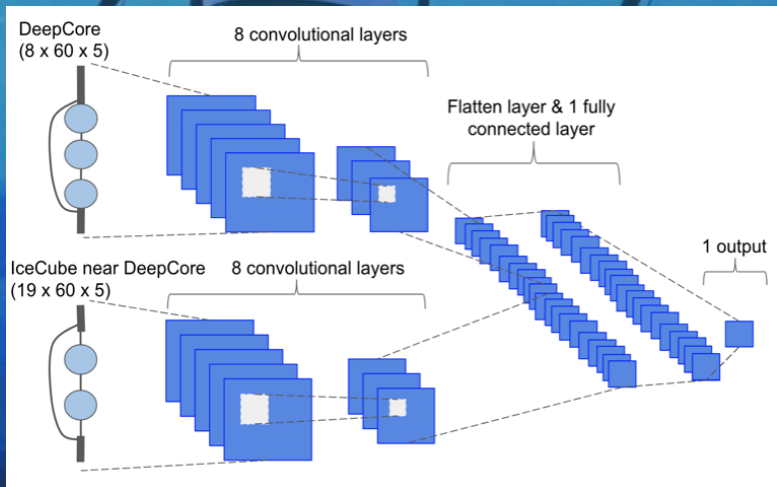 DeepCore
(8 x 60 x 5)
8 convolutional layers
Flatten layer & 1 fully
connected layer
1 output
IceCube near DeepCore
(19 x 60 x 5)
8 convolutional layers